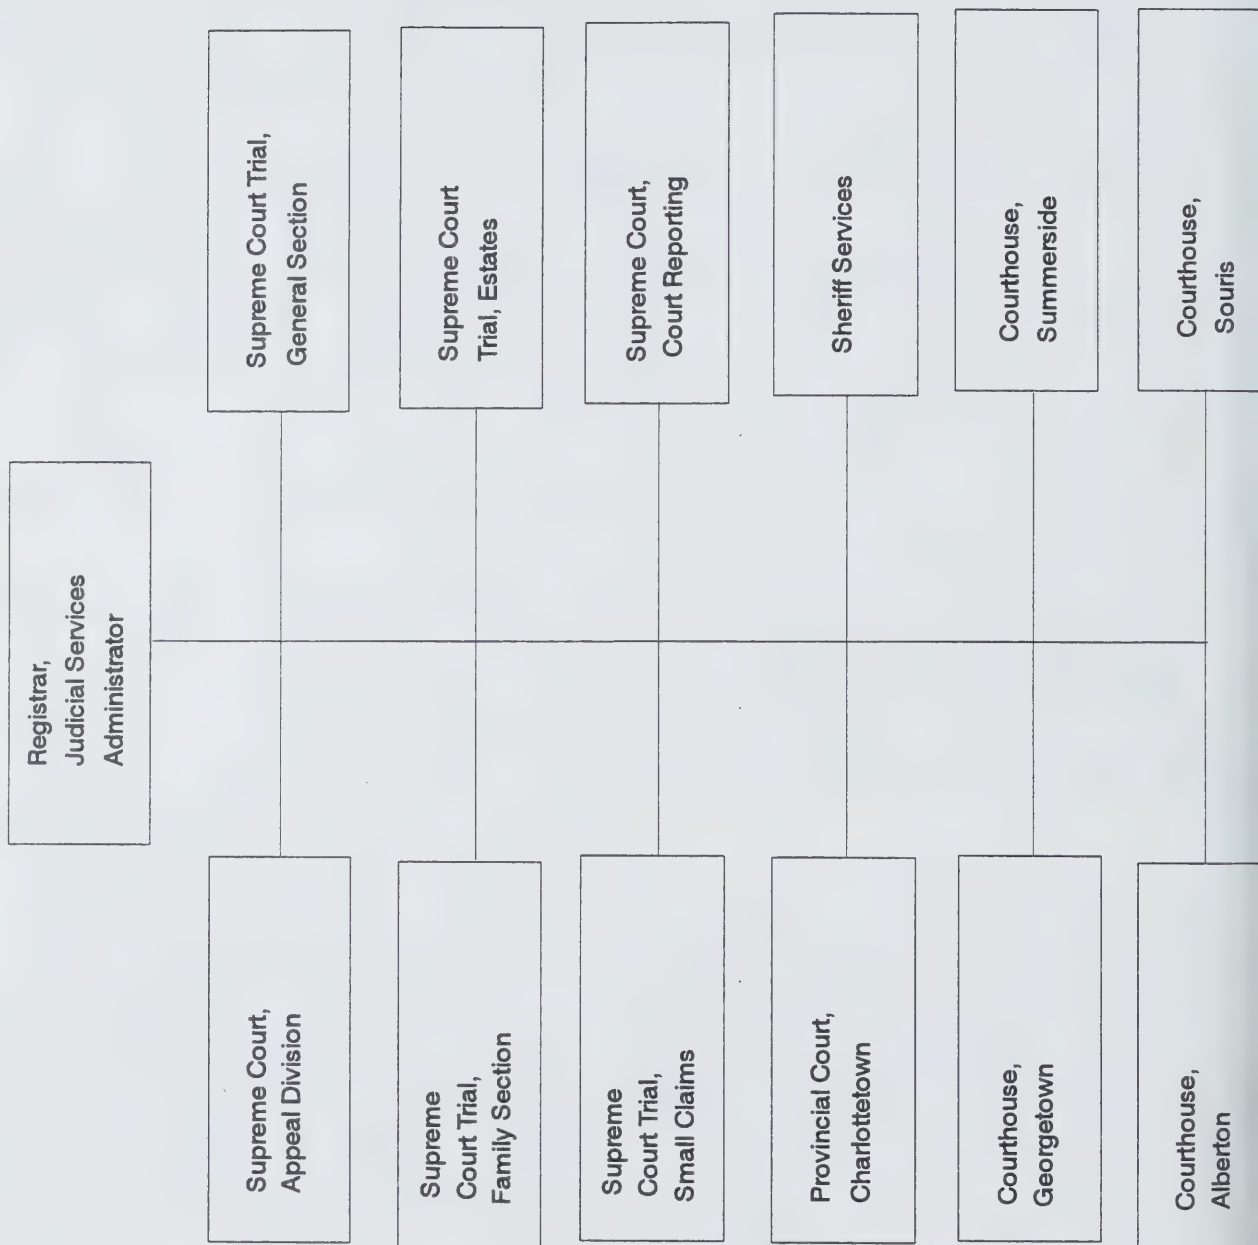 Registrar,
Judicial Services
Administrator
Supreme Court,
Appeal Division
Supreme Court Trial,
General Section
Supreme
Court Trial,
Family Section
Supreme Court
Trial, Estates
Supreme
Court Trial,
Small Claims
Supreme Court,
Court Reporting
Provincial Court,
Charlottetown
Sheriff Services
Courthouse,
Georgetown
Courthouse,
Summerside
Courthouse,
Alberton
Courthouse,
Souris